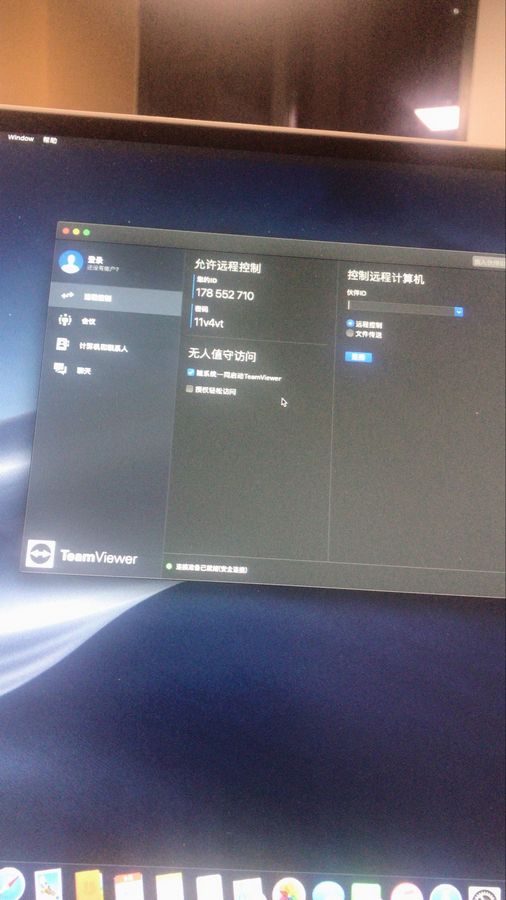 Window 帮助
登录
还没有账户?
远程控制
会议
计算机和联系人
聊天
TeamViewer
允许远程控制
您的ID
178 552 710
密码
11v4vt
无人值守访问
随系统一同启动TeamViewer
授权轻松访问
连接准备已就绪(安全连接)
控制远程计算机
伙伴ID
远程控制
文件传送
连接